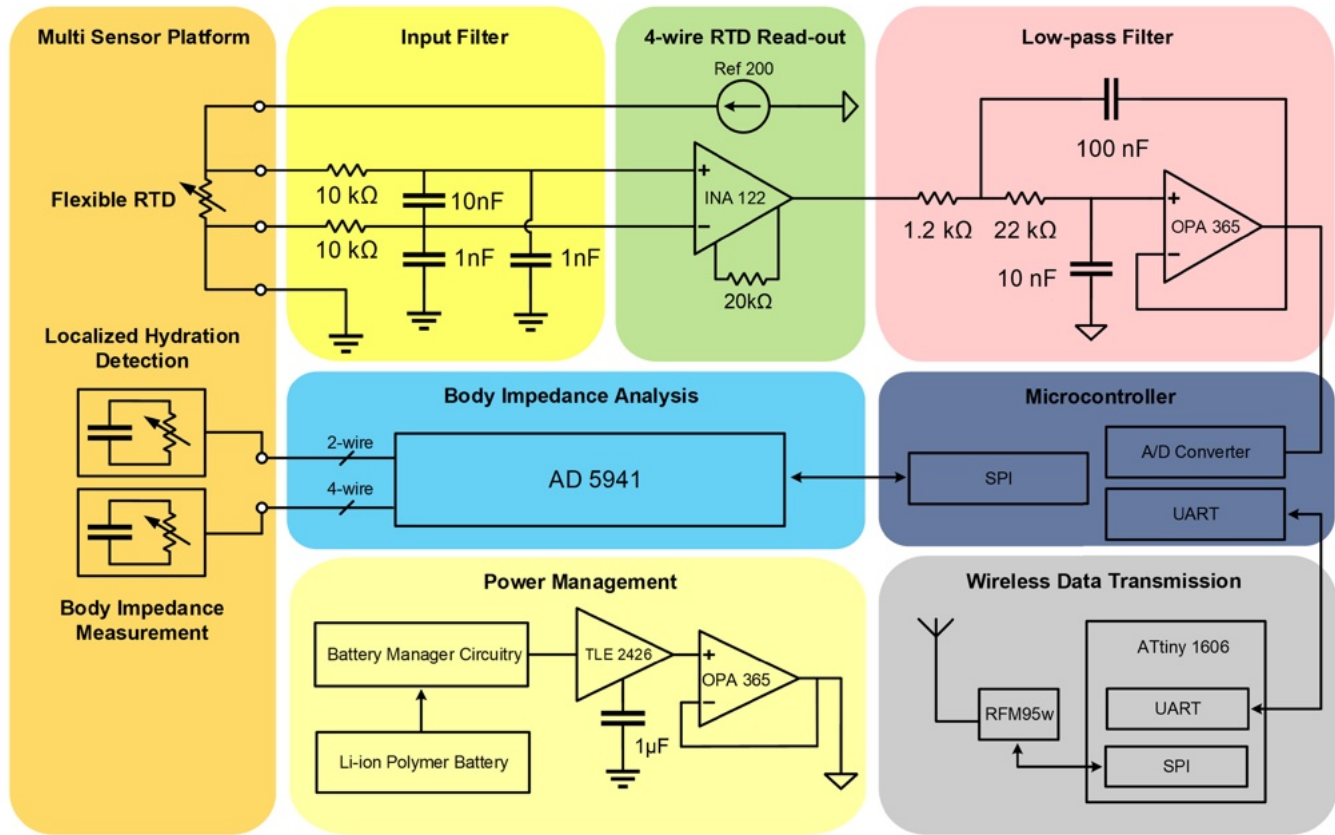 Multi Sensor Platform
Flexible RTD
Localized Hydration
Detection
Body Impedance
Measurement
Input Filter
10 kΩ
10nF
10 kΩ
1nF
1nF
4-wire RTD Read-out
Ref 200
+
INA 122
−
20kΩ
Low-pass Filter
100 nF
1.2 kΩ
22 kΩ
10 nF
+
OPA 365
−
Body Impedance Analysis
2-wire
4-wire
AD 5941
Microcontroller
A/D Converter
SPI
UART
Power Management
Battery Manager Circuitry
Li-ion Polymer Battery
TLE 2426
1µF
+
OPA 365
−
Wireless Data Transmission
ATtiny 1606
RFM95w
UART
SPI